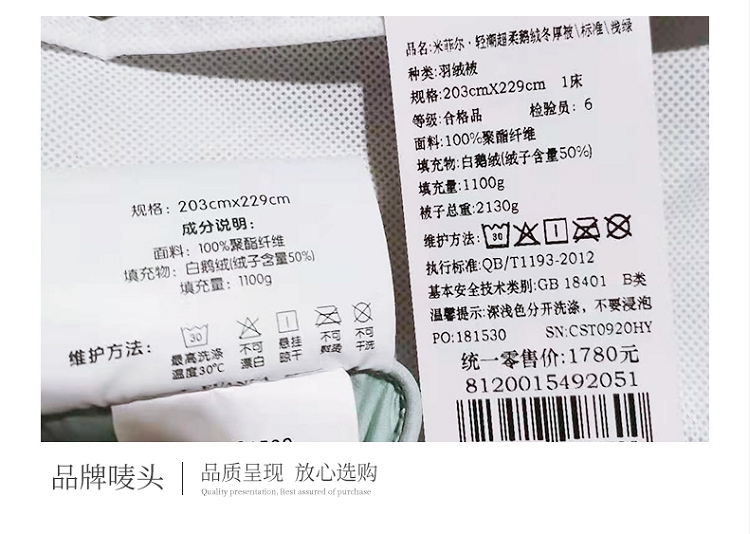 品名:米菲尔·轻潮超柔鹅绒冬厚被\标准\浅绿
种类:羽绒被
规格:203cmX229cm 1床
等级:合格品 检验员: 6
面料:100%聚酯纤维
填充物:白鹅绒(绒子含量50%)
填充量:1100g
被子总重:2130g
维护方法: 30
执行标准:QB/T1193-2012
基本安全技术类别:GB 18401 B类
温馨提示:深浅色分开洗涤,不要浸泡
PO:181530 SN:CST0920HY
统一零售价:1780元
8120015492051
规格: 203cmx229cm
成分说明:
面料: 100%聚酯纤维
填充物: 白鹅绒(绒子含量50%)
填充量: 1100g
维护方法: 30
最高洗涤 不可 悬挂 不可 不可
温度30℃ 漂白 晾干 熨烫 干洗
品牌唛头
品质呈现 放心选购
Quality presentation, Rest assured of purchase